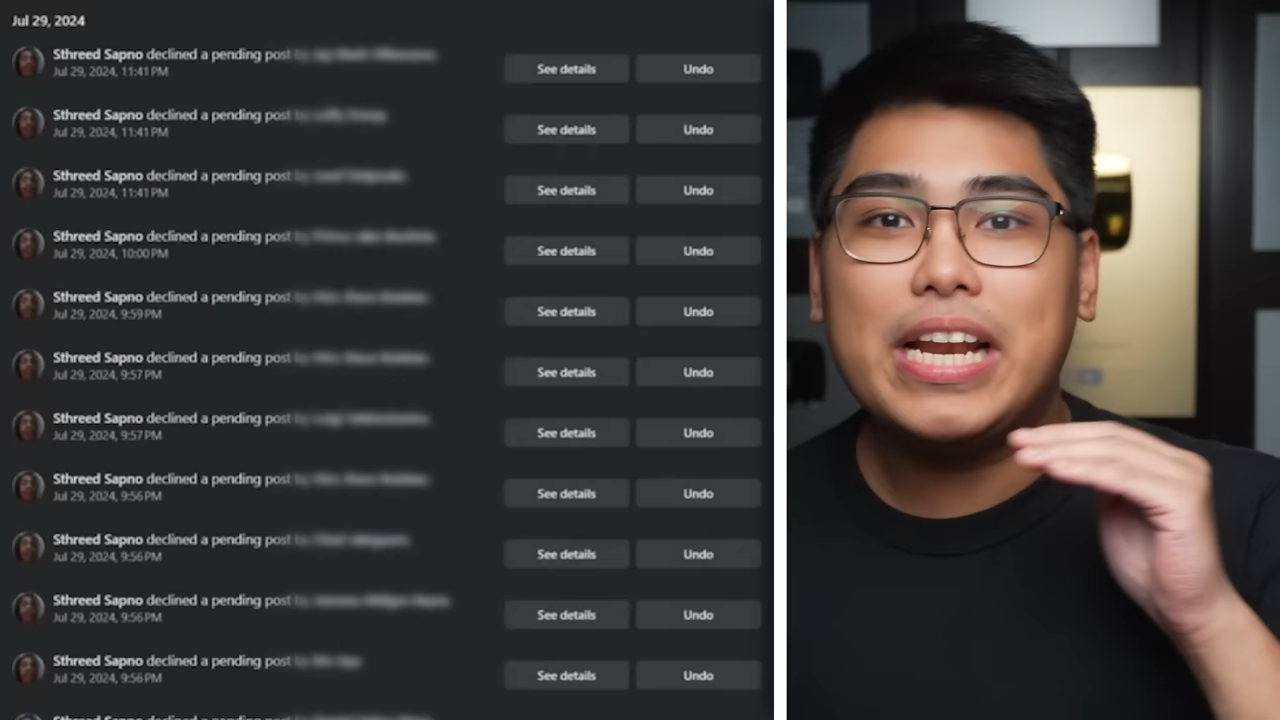 Jul 29, 2024
Sthreed Sapno declined a pending post by
Jul 29, 2024, 11:41 PM
See details
Undo
Sthreed Sapno declined a pending post
Jul 29, 2024, 11:41 PM
See details
Undo
Sthreed Sapno declined a pending post
Jul 29, 2024, 11:41 PM
See details
Undo
Sthreed Sapno declined a pending post
Jul 29, 2024, 10:00 PM
See details
Undo
Sthreed Sapno declined a pending post
Jul 29, 2024, 9:59 PM
See details
Undo
Sthreed Sapno declined a pending post
Jul 29, 2024, 9:57 PM
See details
Undo
Sthreed Sapno declined a pending post
Jul 29, 2024, 9:57 PM
See details
Undo
Sthreed Sapno declined a pending post
Jul 29, 2024, 9:56 PM
See details
Undo
Sthreed Sapno declined a pending post
Jul 29, 2024, 9:56 PM
See details
Undo
Sthreed Sapno declined a pending post
Jul 29, 2024, 9:56 PM
See details
Undo
Sthreed Sapno declined a pending post
Jul 29, 2024, 9:56 PM
See details
Undo
Sthreed Sapno declined a pending post